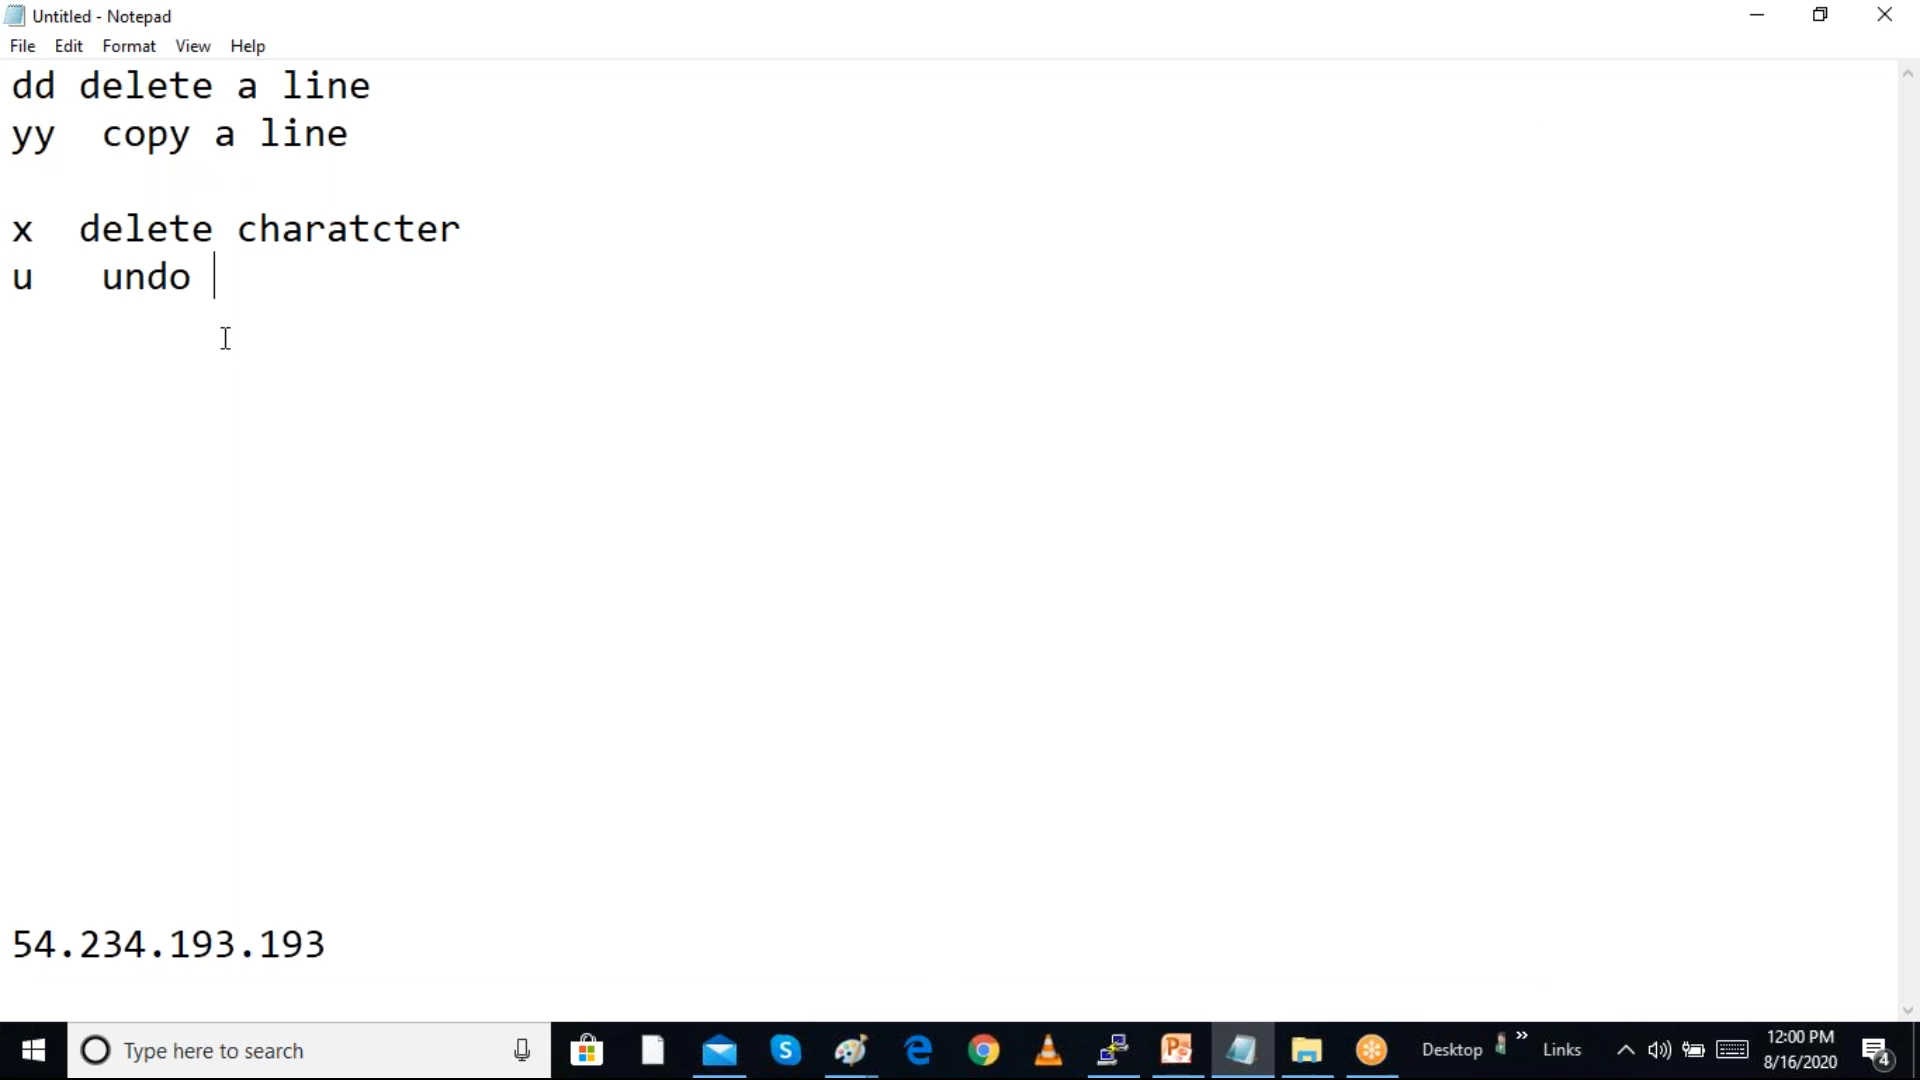 Untitled - Notepad
File Edit Format View Help
dd delete a line
yy  copy a line
x  delete charatcter
u   undo
54.234.193.193
Type here to search
Desktop
Links
12:00 PM
8/16/2020
4